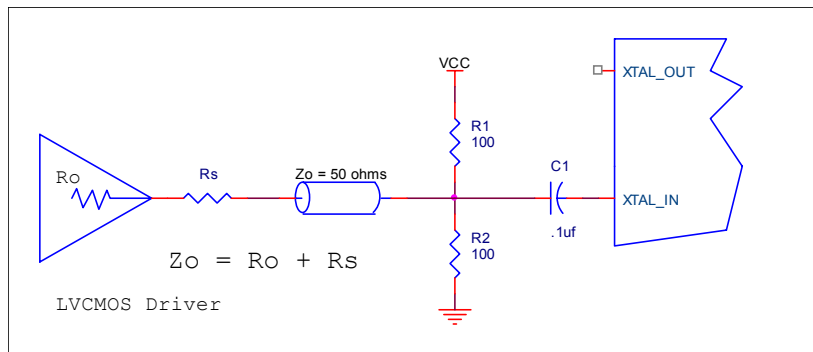 VCC
XTAL_OUT
R1
100
Ro
Rs
Zo = 50 ohms
C1
XTAL_IN
.1uf
R2
100
Zo = Ro + Rs
LVCMOS Driver